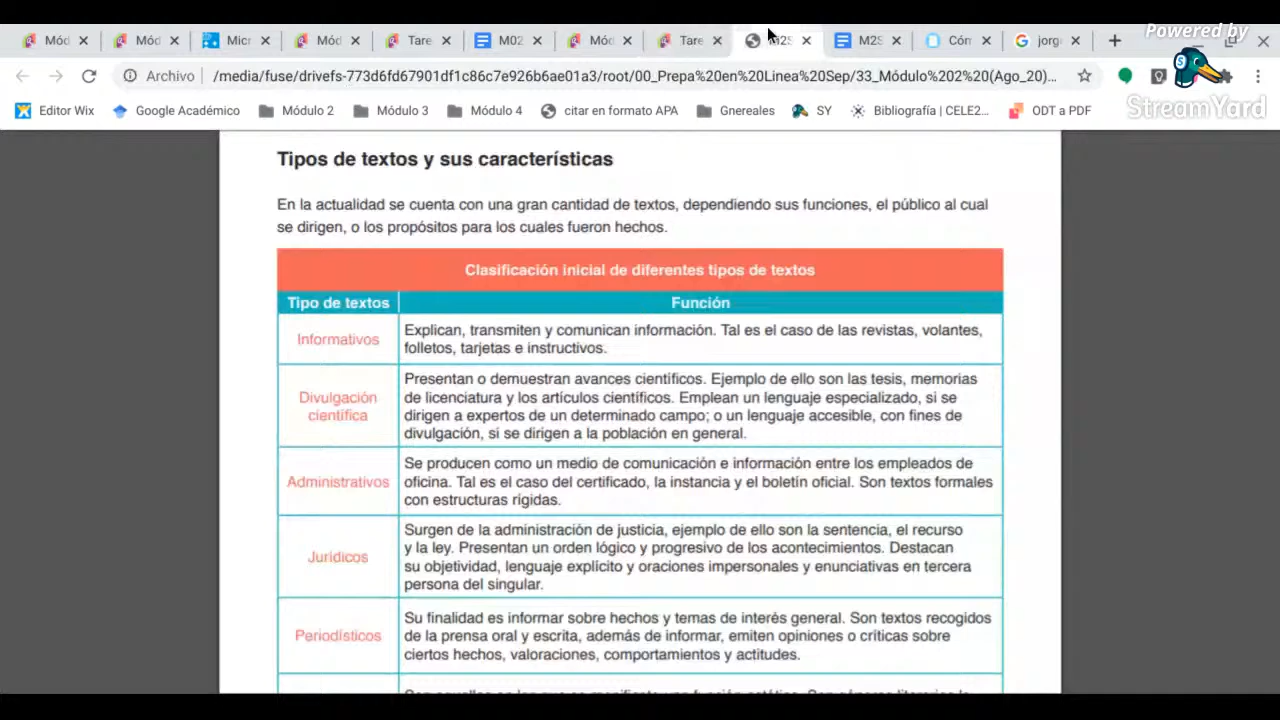 Powered by
StreamYard
Mód
Mód
Micr
Mód
Tare
M02
Mód
Tare
M2S
M2S
Cóm
jorg
Archivo
/media/fuse/drivefs-773d6fd67901df1c86c7e926b6ae01a3/root/00_Prepa%20en%20Linea%20Sep/33_Módulo%202%20(Ago_20)...
Editor Wix
Google Académico
Módulo 2
Módulo 3
Módulo 4
citar en formato APA
Gnereales
SY
Bibliografía | CELE2...
ODT a PDF
Tipos de textos y sus características
En la actualidad se cuenta con una gran cantidad de textos, dependiendo sus funciones, el público al cual
se dirigen, o los propósitos para los cuales fueron hechos.
Clasificación inicial de diferentes tipos de textos
Tipo de textos
Función
Informativos
Explican, transmiten y comunican información. Tal es el caso de las revistas, volantes,
folletos, tarjetas e instructivos.
Divulgación
científica
Presentan o demuestran avances científicos. Ejemplo de ello son las tesis, memorias
de licenciatura y los artículos científicos. Emplean un lenguaje especializado, si se
dirigen a expertos de un determinado campo; o un lenguaje accesible, con fines de
divulgación, si se dirigen a la población en general.
Administrativos
Se producen como un medio de comunicación e información entre los empleados de
oficina. Tal es el caso del certificado, la instancia y el boletín oficial. Son textos formales
con estructuras rígidas.
Jurídicos
Surgen de la administración de justicia, ejemplo de ello son la sentencia, el recurso
y la ley. Presentan un orden lógico y progresivo de los acontecimientos. Destacan
su objetividad, lenguaje explícito y oraciones impersonales y enunciativas en tercera
persona del singular.
Periodísticos
Su finalidad es informar sobre hechos y temas de interés general. Son textos recogidos
de la prensa oral y escrita, además de informar, emiten opiniones o críticas sobre
ciertos hechos, valoraciones, comportamientos y actitudes.